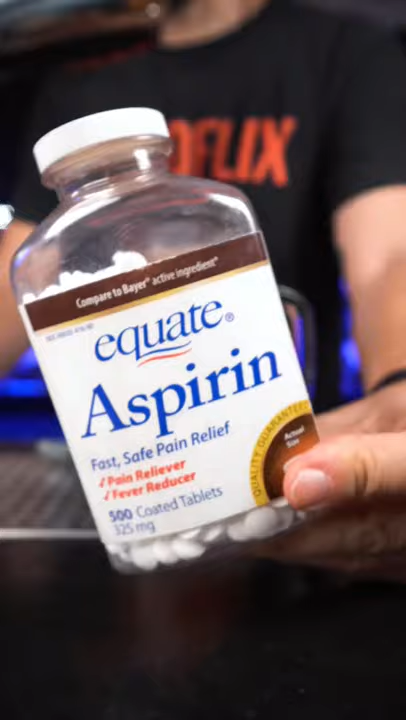 OFLIX
Compare to Bayer® active ingredient*
equate®
Aspirin
Fast, Safe Pain Relief
√ Pain Reliever
√ Fever Reducer
500 Coated Tablets
325 mg
QUALITY GUARANTEE
Actual
Size